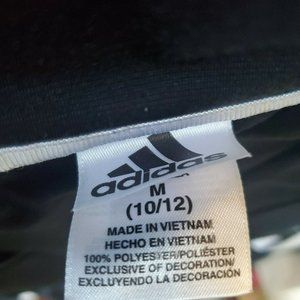 adidas
M
(10/12)
MADE IN VIETNAM
HECHO EN VIETNAM
100% POLYESTER/POLIÉSTER
EXCLUSIVE OF DECORATION/
EXCLUYENDO LA DECORACIÓN